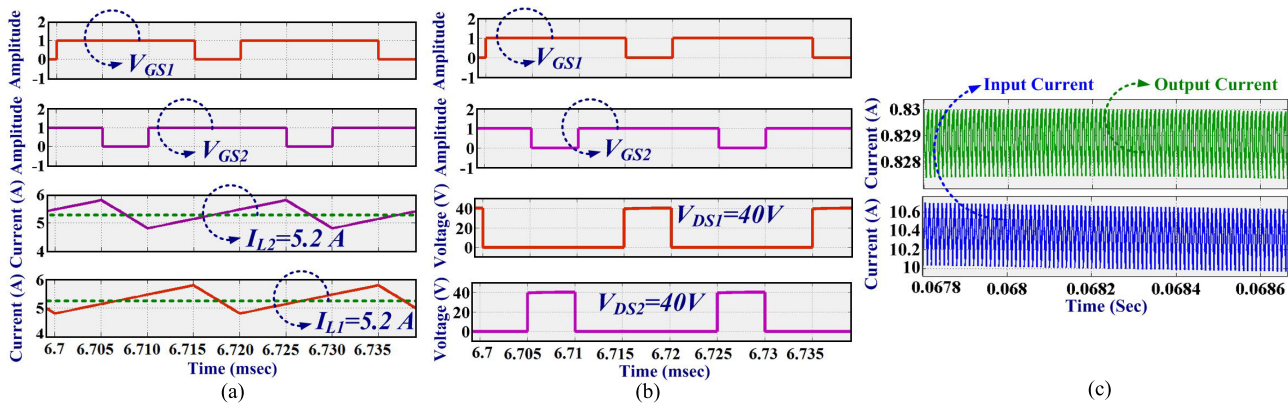 2
1
0
-1
Amplitude
V_GS1
2
1
0
-1
Amplitude
V_GS2
6
5
4
Current (A)
I_L2=5.2 A
6
5
4
Current (A)
I_L1=5.2 A
6.7 6.705 6.710 6.715 6.720 6.725 6.730 6.735
Time (msec)
(a)
2
1
0
-1
Amplitude
V_GS1
2
1
0
-1
Amplitude
V_GS2
40
20
0
Voltage (V)
V_DS1=40V
40
20
0
Voltage (V)
V_DS2=40V
6.7 6.705 6.71 6.715 6.72 6.725 6.73 6.735
Time (msec)
(b)
Input Current Output Current
0.83
0.829
0.828
Current (A)
10.6
10.4
10.2
10
Current (A)
0.0678 0.068 0.0682 0.0684 0.0686
Time (Sec)
(c)